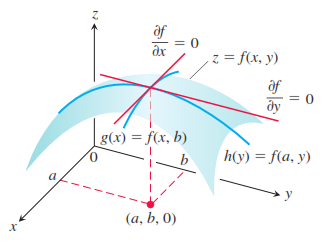 z
∂f/∂x = 0
z = f(x, y)
∂f/∂y = 0
g(x) = f(x, b)
h(y) = f(a, y)
0
a
b
y
(a, b, 0)
x